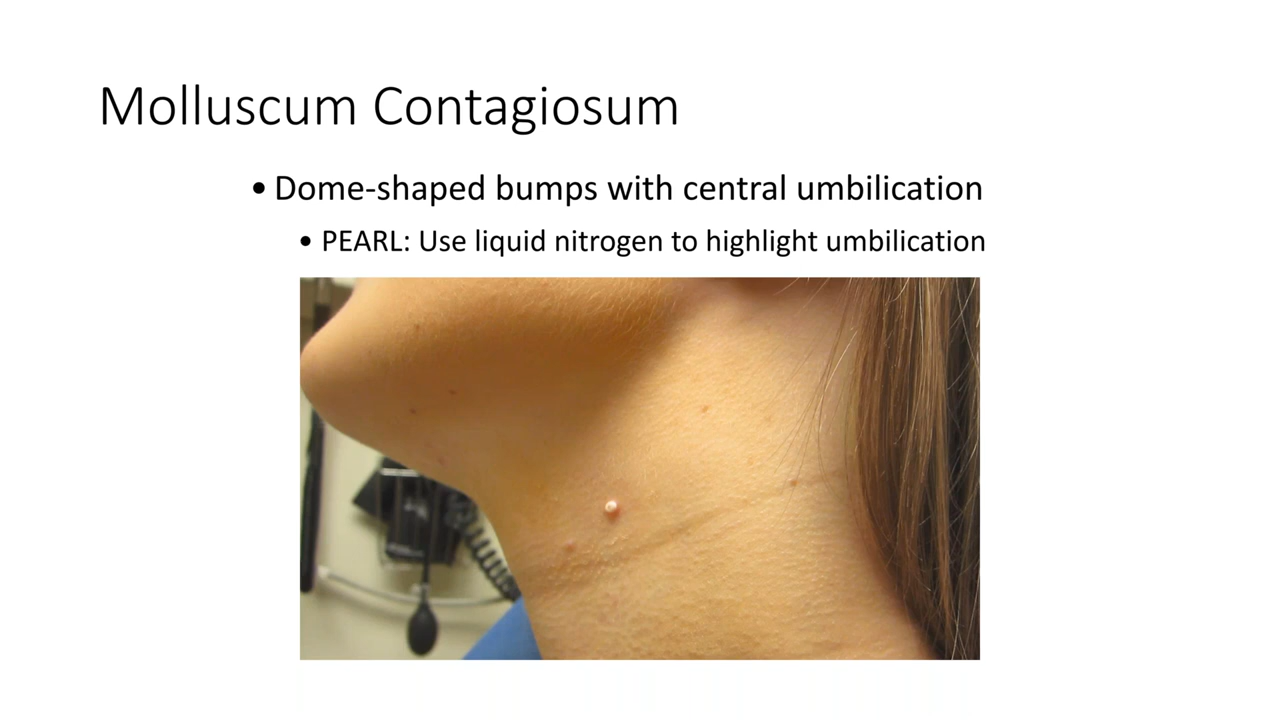 Molluscum Contagiosum
• Dome-shaped bumps with central umbilication
• PEARL: Use liquid nitrogen to highlight umbilication